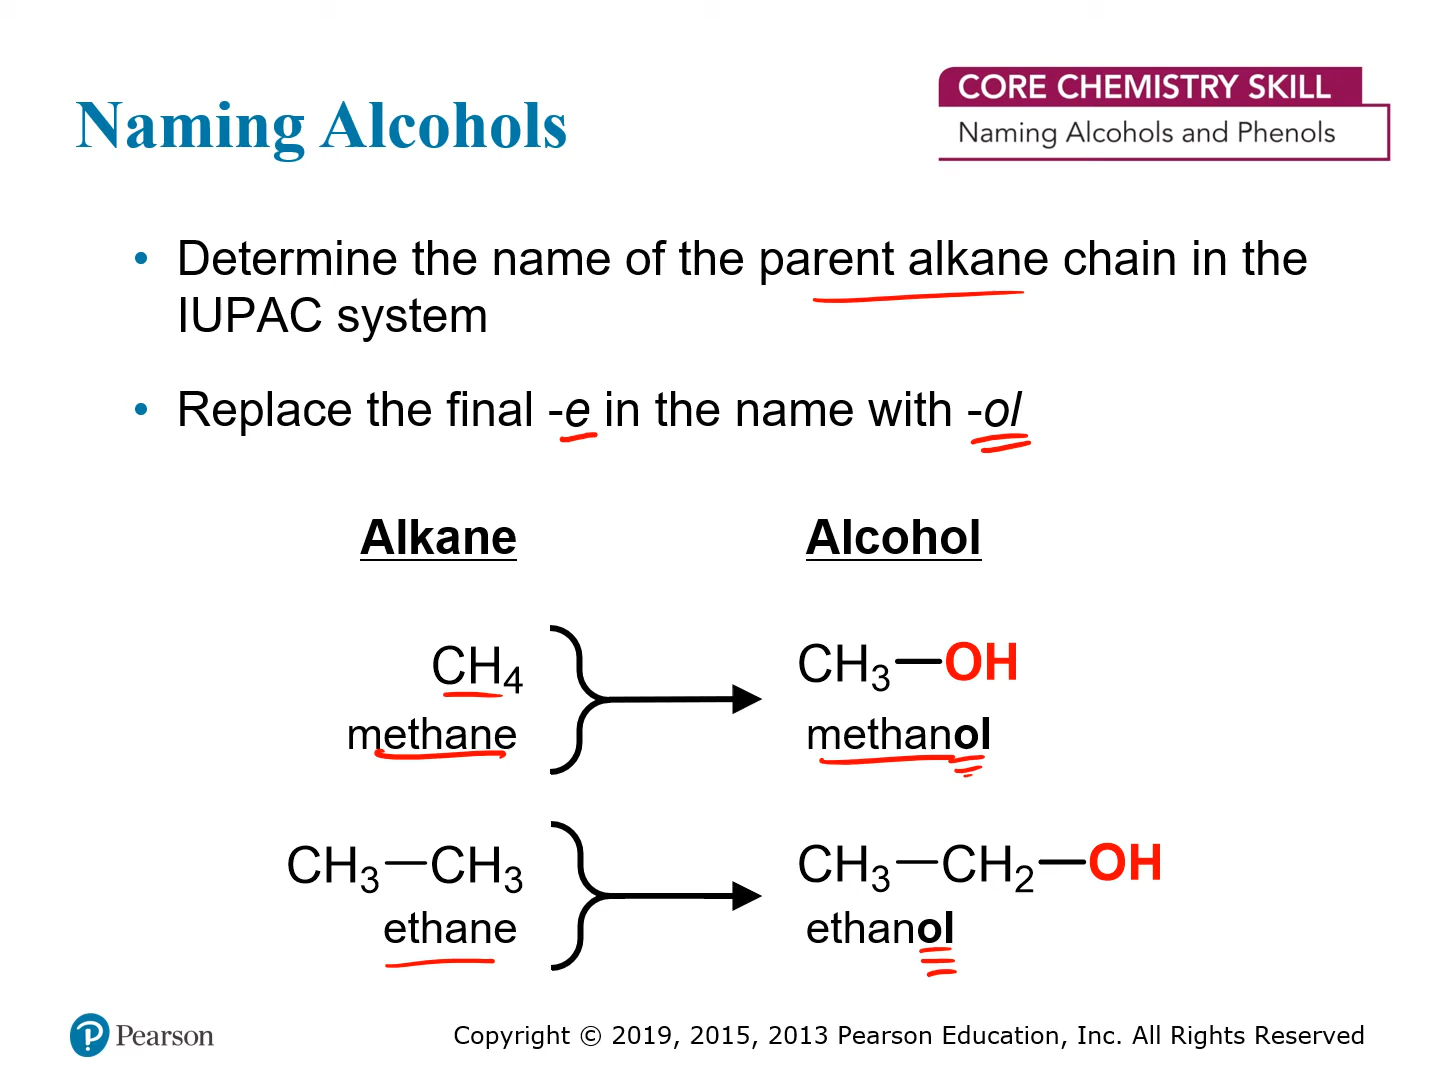 Naming Alcohols
CORE CHEMISTRY SKILL
Naming Alcohols and Phenols
• Determine the name of the parent alkane chain in the
IUPAC system
• Replace the final -e in the name with -ol
Alkane
Alcohol
CH₄
CH₃—OH
methane
methanol
CH₃—CH₃
CH₃—CH₂—OH
ethane
ethanol
Pearson
Copyright © 2019, 2015, 2013 Pearson Education, Inc. All Rights Reserved